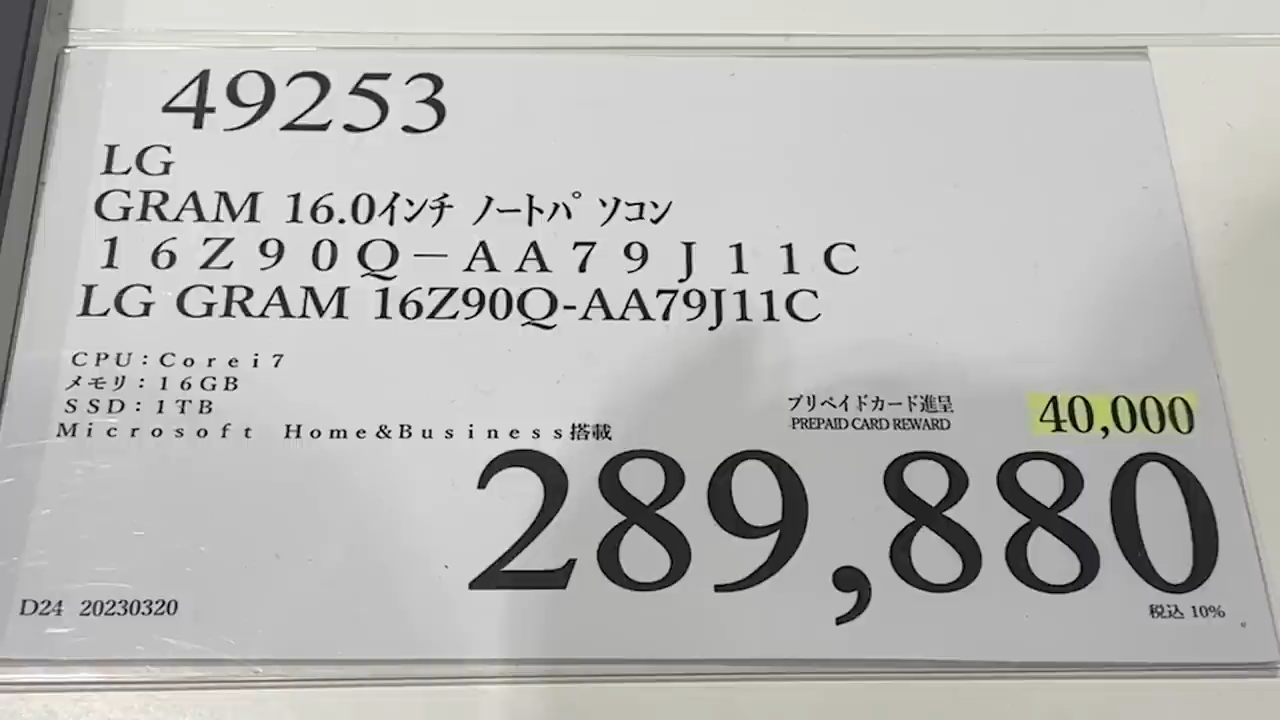 49253
LG
GRAM 16.0インチ ノートパソコン
１６Ｚ９０Ｑ－ＡＡ７９Ｊ１１Ｃ
LG GRAM 16Z90Q-AA79J11C
ＣＰＵ：Ｃｏｒｅｉ７
メモリ：１６GB
ＳＳＤ：１ＴＢ
Ｍｉｃｒｏｓｏｆｔ　Ｈｏｍｅ&Ｂｕｓｉｎｅｓｓ搭載
プリペイドカード進呈
PREPAID CARD REWARD
40,000
289,880
税込 10%
D24 20230320